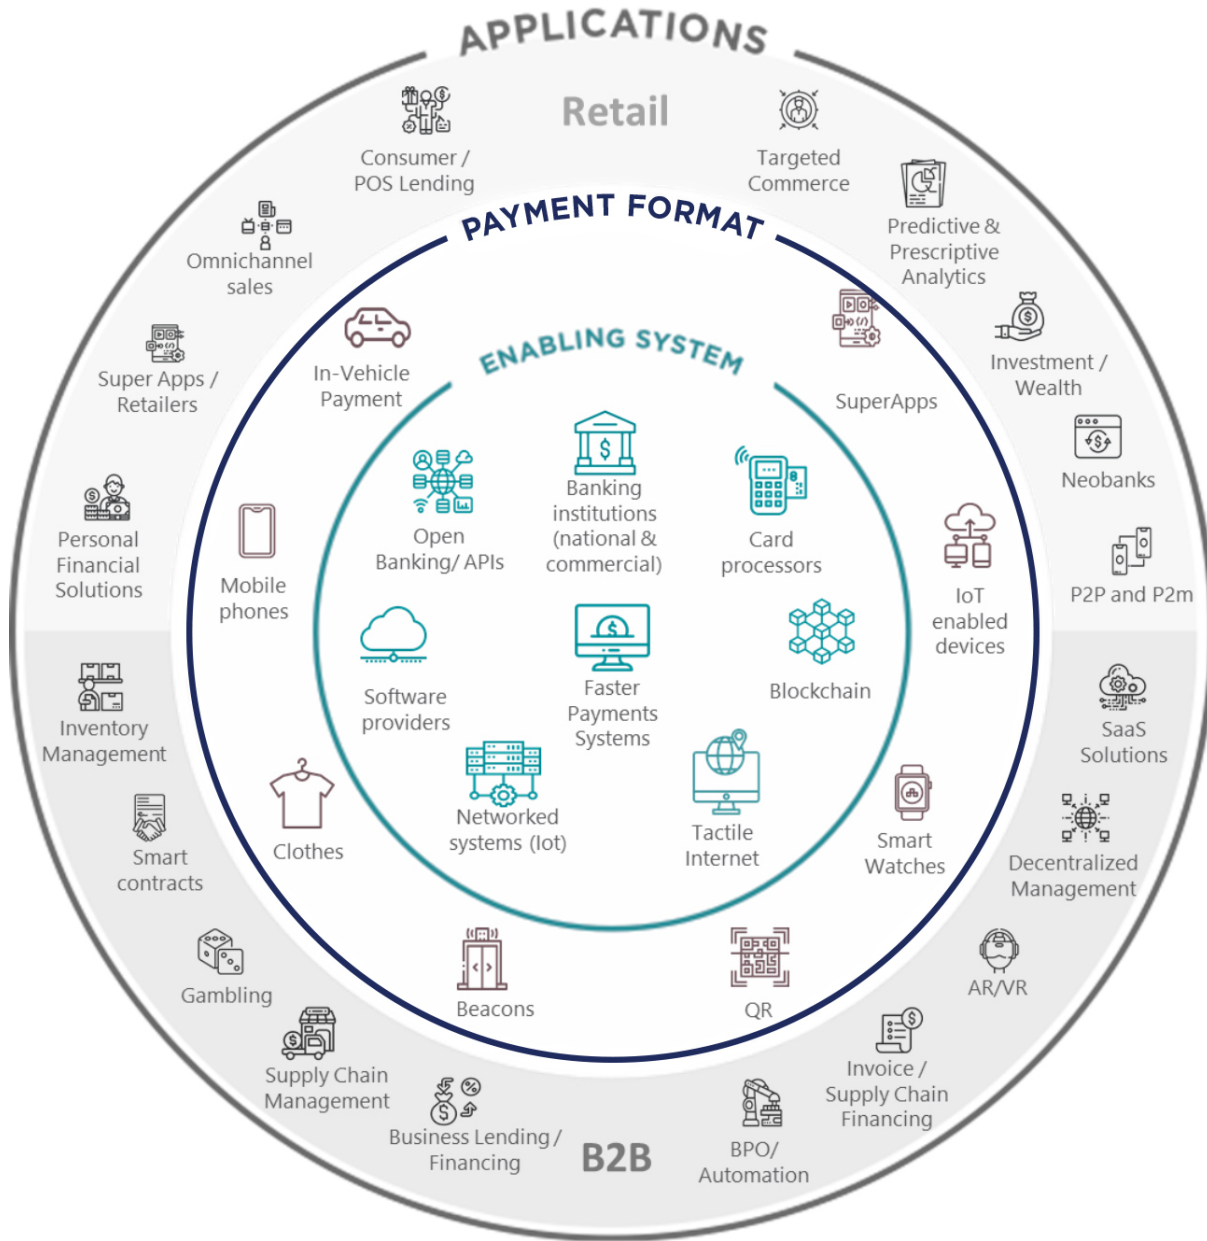 APPLICATIONS
Retail
Consumer /
POS Lending
Targeted
Commerce
Omnichannel
sales
Predictive &
Prescriptive
Analytics
Super Apps /
Retailers
Investment /
Wealth
Neobanks
Personal
Financial
Solutions
P2P and P2m
PAYMENT FORMAT
In-Vehicle
Payment
SuperApps
Mobile
phones
IoT
enabled
devices
Clothes
Smart
Watches
Beacons
QR
ENABLING SYSTEM
Open
Banking/ APIs
Banking
institutions
(national &
commercial)
Card
processors
Software
providers
Faster
Payments
Systems
Blockchain
Networked
systems (Iot)
Tactile
Internet
Inventory
Management
SaaS
Solutions
Smart
contracts
Decentralized
Management
Gambling
AR/VR
Supply Chain
Management
Invoice /
Supply Chain
Financing
Business Lending /
Financing
B2B
BPO/
Automation